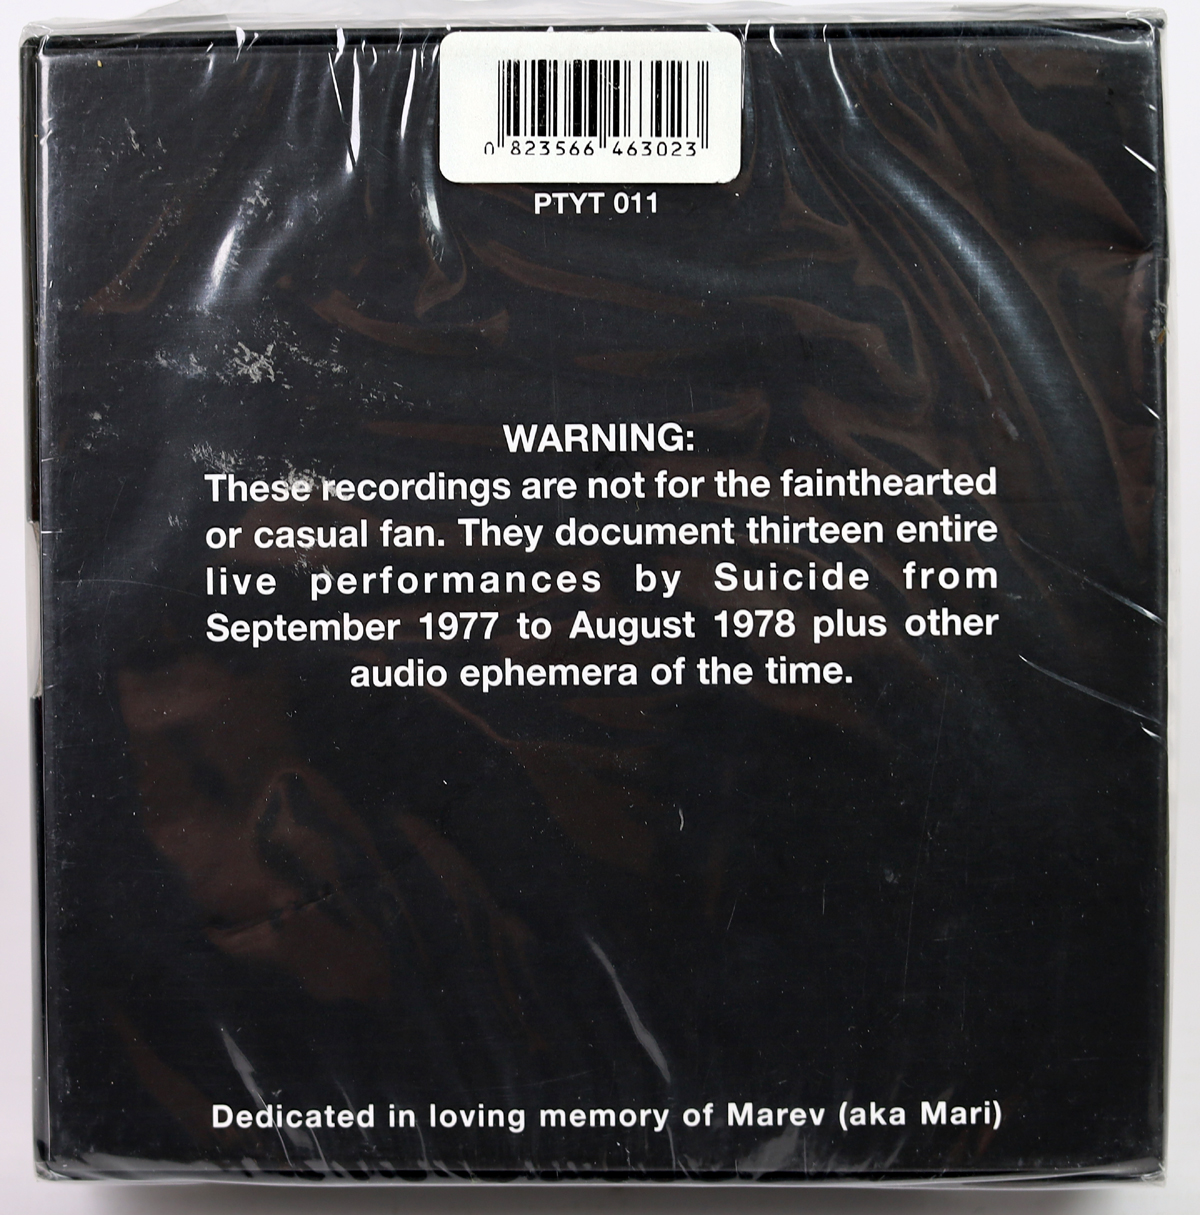 0 823566 463023
PTYT 011
WARNING:
These recordings are not for the fainthearted
or casual fan. They document thirteen entire
live performances by Suicide from
September 1977 to August 1978 plus other
audio ephemera of the time.
Dedicated in loving memory of Marev (aka Mari)